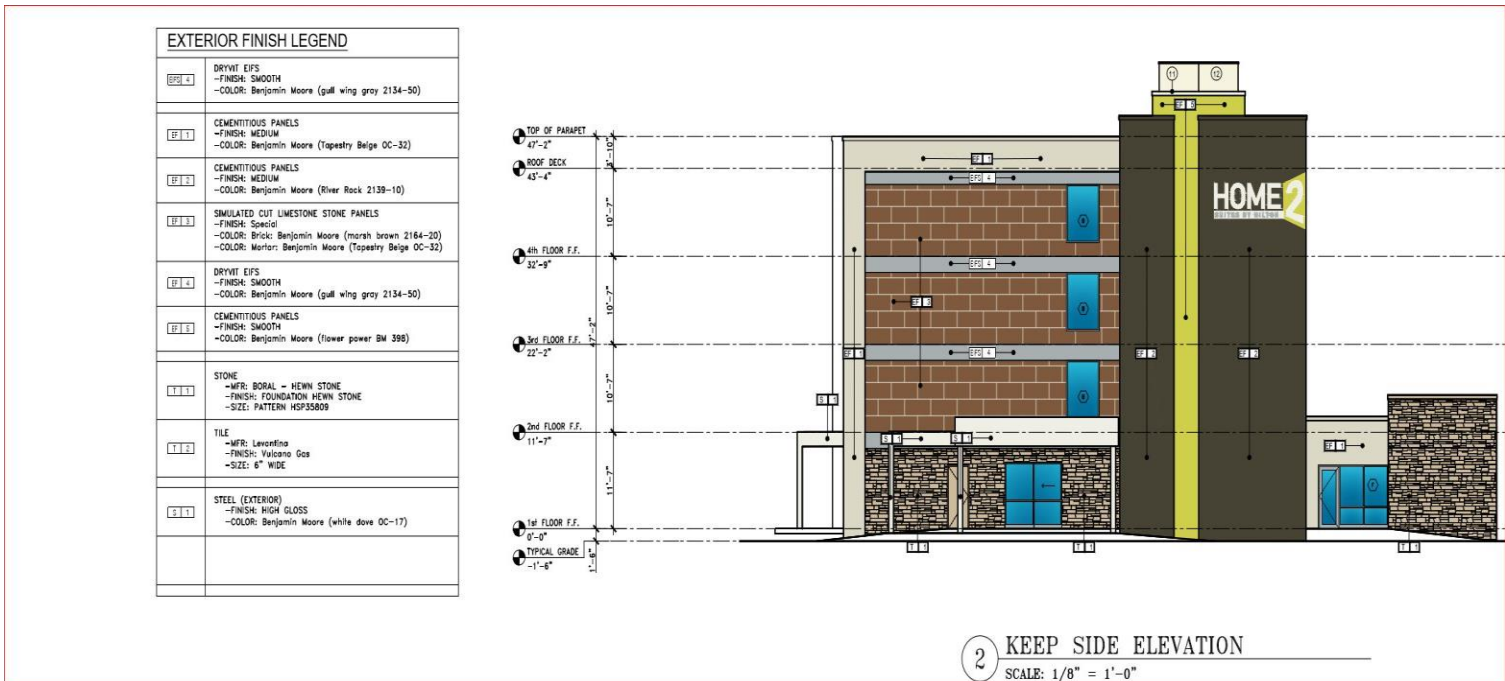 EXTERIOR FINISH LEGEND
EFS 4
DRYVIT EIFS
-FINISH: SMOOTH
-COLOR: Benjamin Moore (gull wing gray 2134-50)
EF 1
CEMENTITIOUS PANELS
-FINISH: MEDIUM
-COLOR: Benjamin Moore (Tapestry Beige OC-32)
EF 2
CEMENTITIOUS PANELS
-FINISH: MEDIUM
-COLOR: Benjamin Moore (River Rock 2139-10)
EF 3
SIMULATED CUT LIMESTONE STONE PANELS
-FINISH: Special
-COLOR: Brick: Benjamin Moore (marsh brown 2164-20)
-COLOR: Mortar: Benjamin Moore (Tapestry Beige OC-32)
EF 4
DRYVIT EIFS
-FINISH: SMOOTH
-COLOR: Benjamin Moore (gull wing gray 2134-50)
EF 5
CEMENTITIOUS PANELS
-FINISH: SMOOTH
-COLOR: Benjamin Moore (flower power BM 398)
T 1
STONE
-MFR: BORAL - HEWN STONE
-FINISH: FOUNDATION HEWN STONE
-SIZE: PATTERN HSP35809
T 2
TILE
-MFR: Levantina
-FINISH: Vulcano Gas
-SIZE: 6" WIDE
S 1
STEEL (EXTERIOR)
-FINISH: HIGH GLOSS
-COLOR: Benjamin Moore (white dove OC-17)
11
12
EF 5
TOP OF PARAPET
47'-2"
3'-10"
EF 1
ROOF DECK
43'-4"
EFS 4
HOME2
SUITES BY HILTON
10'-7"
4th FLOOR F.F.
32'-9"
EFS 4
EF 3
10'-7"
47'-2"
3rd FLOOR F.F.
22'-2"
EF 1
EFS 4
EF 2
EF 2
10'-7"
S 1
2nd FLOOR F.F.
11'-7"
S 1
S 1
EF 1
11'-7"
1st FLOOR F.F.
0'-0"
TYPICAL GRADE
-1'-6"
1'-6"
T 1
T 1
T 1
2
KEEP SIDE ELEVATION
SCALE: 1/8" = 1'-0"